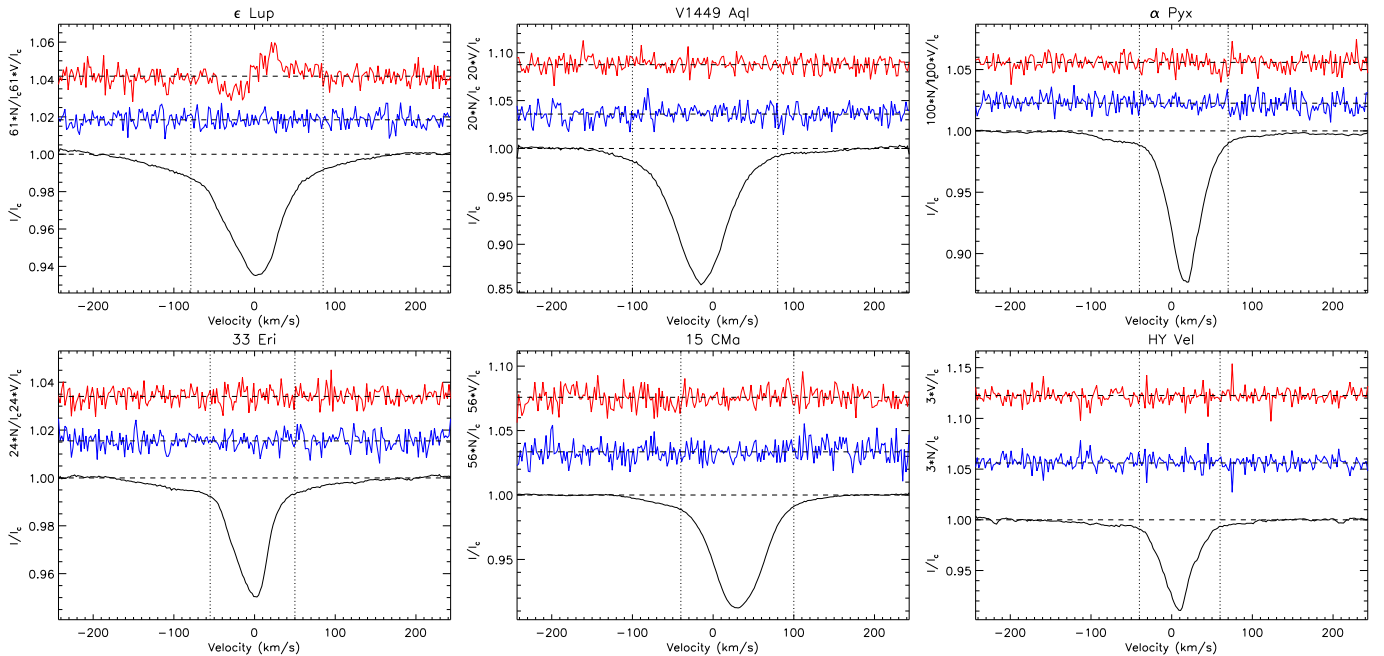 ϵ Lup
61*N/I_c 61*V/I_c
I/I_c
1.06
1.04
1.02
1.00
0.98
0.96
0.94
−200 −100 0 100 200
Velocity (km/s)
V1449 Aql
20*N/I_c 20*V/I_c
I/I_c
1.10
1.05
1.00
0.95
0.90
0.85
−200 −100 0 100 200
Velocity (km/s)
α Pyx
100*N/I_c 100*V/I_c
I/I_c
1.05
1.00
0.95
0.90
−200 −100 0 100 200
Velocity (km/s)
33 Eri
24*N/I_c 24*V/I_c
I/I_c
1.04
1.02
1.00
0.98
0.96
−200 −100 0 100 200
Velocity (km/s)
15 CMa
56*N/I_c 56*V/I_c
I/I_c
1.10
1.05
1.00
0.95
−200 −100 0 100 200
Velocity (km/s)
HY Vel
3*N/I_c 3*V/I_c
I/I_c
1.15
1.10
1.05
1.00
0.95
−200 −100 0 100 200
Velocity (km/s)